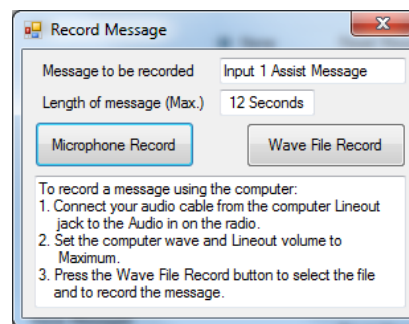 Record Message
Message to be recorded Input 1 Assist Message
Length of message (Max.) 12 Seconds
Microphone Record Wave File Record
To record a message using the computer:
1. Connect your audio cable from the computer Lineout
jack to the Audio in on the radio.
2. Set the computer wave and Lineout volume to
Maximum.
3. Press the Wave File Record button to select the file
and to record the message.